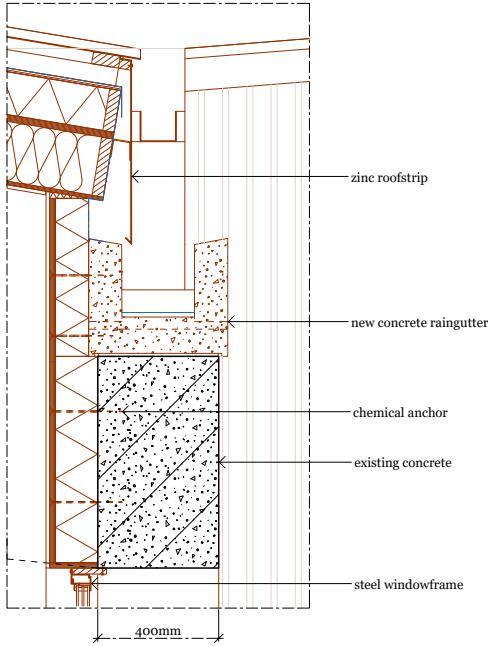 zinc roofstrip
new concrete raingutter
chemical anchor
existing concrete
steel windowframe
400mm